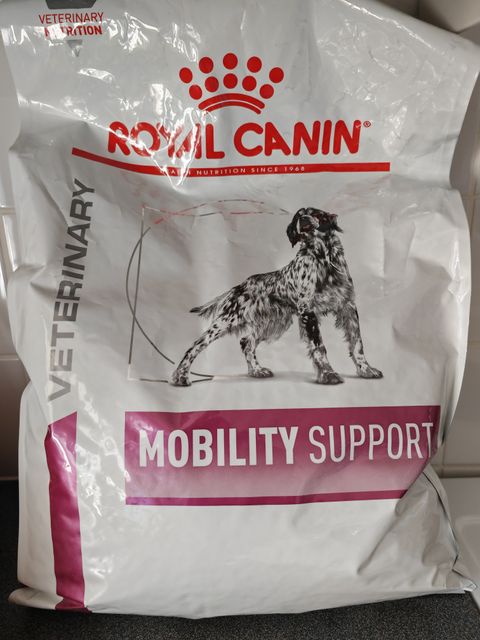 VETERINARY
NUTRITION
ROYAL CANIN®
HEALTH NUTRITION SINCE 1968
VETERINARY
MOBILITY SUPPORT